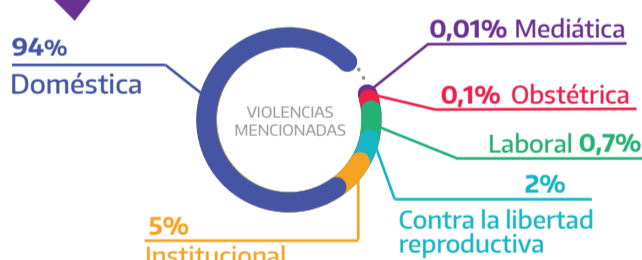 94%
Doméstica
VIOLENCIAS
MENCIONADAS
0,01% Mediática
0,1% Obstétrica
Laboral 0,7%
2%
Contra la libertad
reproductiva
5%
Institucional